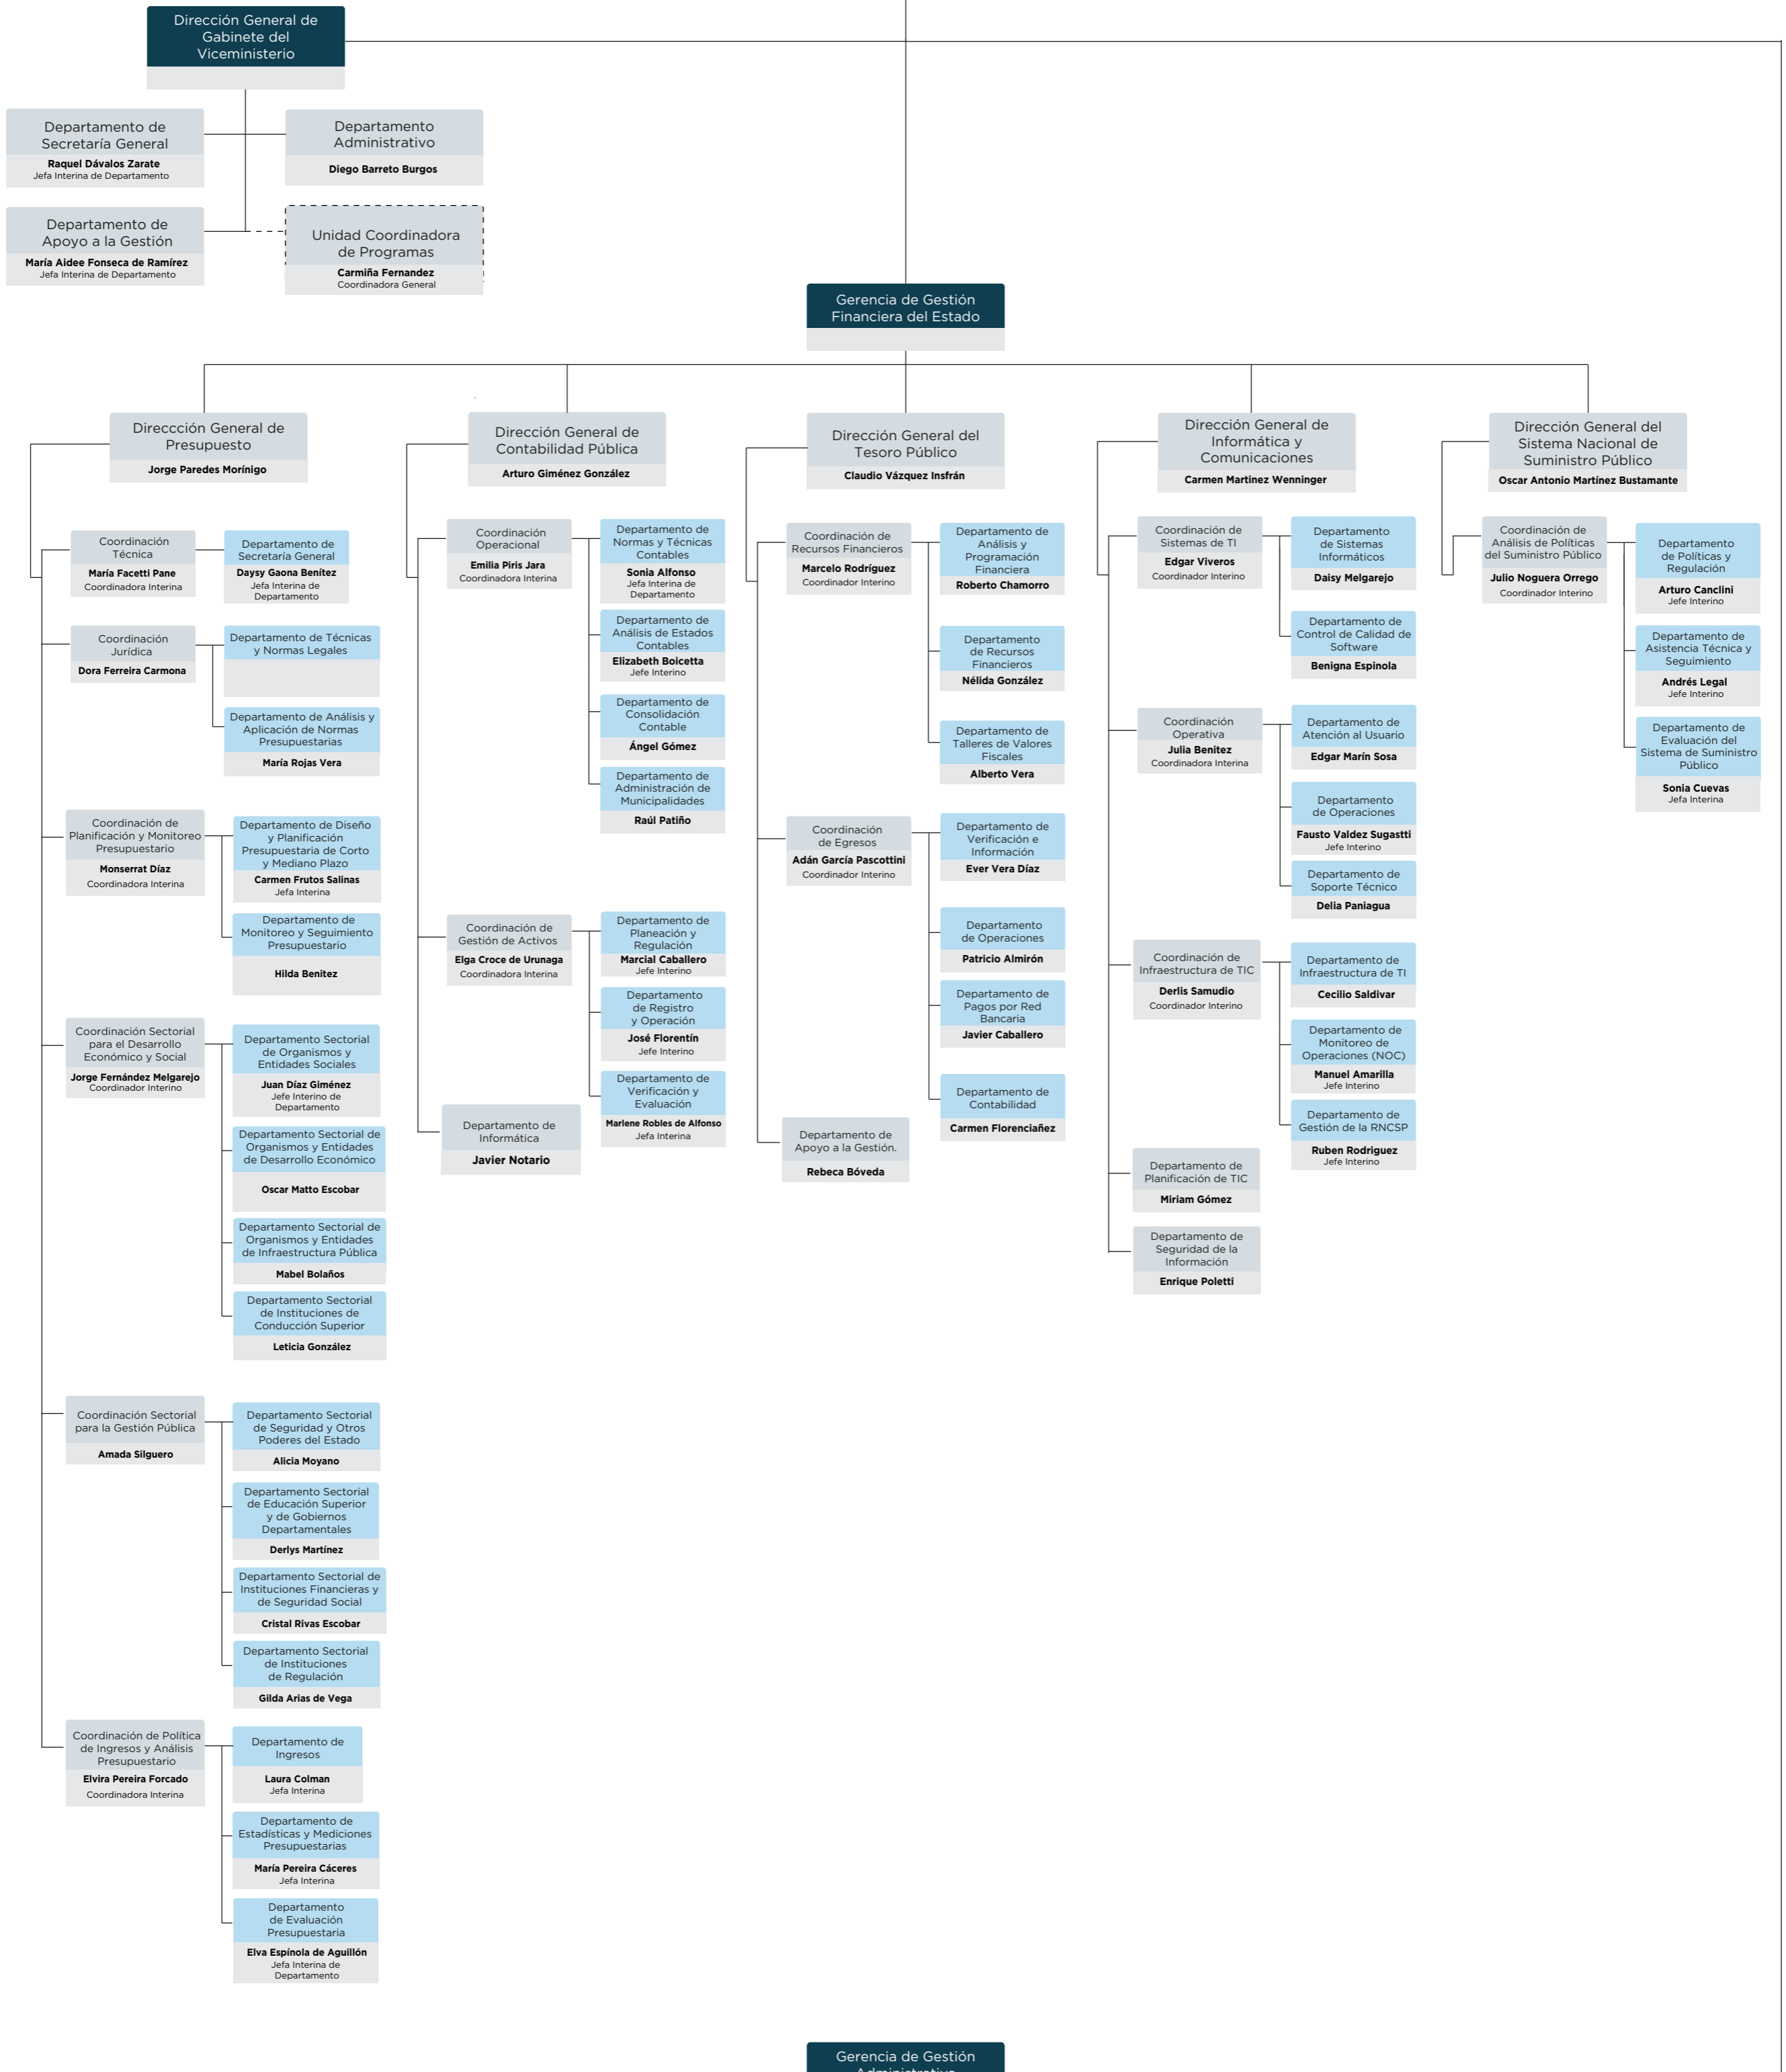 Dirección General de
Gabinete del
Viceministerio
Departamento de
Secretaría General
Raquel Dávalos Zarate
Jefa Interina de Departamento
Departamento
Administrativo
Diego Barreto Burgos
Departamento de
Apoyo a la Gestión
María Aidee Fonseca de Ramírez
Jefa Interina de Departamento
Unidad Coordinadora
de Programas
Carmiña Fernandez
Coordinadora General
Gerencia de Gestión
Financiera del Estado
Direccción General de
Presupuesto
Jorge Paredes Morínigo
Coordinación
Técnica
María Facetti Pane
Coordinadora Interina
Departamento de
Secretaría General
Daysy Gaona Benítez
Jefa Interina de
Departamento
Coordinación
Jurídica
Dora Ferreira Carmona
Departamento de Técnicas
y Normas Legales
Departamento de Análisis y
Aplicación de Normas
Presupuestarias
María Rojas Vera
Coordinación de
Planificación y Monitoreo
Presupuestario
Monserrat Díaz
Coordinadora Interina
Departamento de Diseño
y Planificación
Presupuestaria de Corto
y Mediano Plazo
Carmen Frutos Salinas
Jefa Interina
Departamento de
Monitoreo y Seguimiento
Presupuestario
Hilda Benitez
Coordinación Sectorial
para el Desarrollo
Económico y Social
Jorge Fernández Melgarejo
Coordinador Interino
Departamento Sectorial
de Organismos y
Entidades Sociales
Juan Díaz Giménez
Jefe Interino de
Departamento
Departamento Sectorial de
Organismos y Entidades
de Desarrollo Económico
Oscar Matto Escobar
Departamento Sectorial de
Organismos y Entidades
de Infraestructura Pública
Mabel Bolaños
Departamento Sectorial
de Instituciones de
Conducción Superior
Leticia González
Coordinación Sectorial
para la Gestión Pública
Amada Silguero
Departamento Sectorial
de Seguridad y Otros
Poderes del Estado
Alicia Moyano
Departamento Sectorial
de Educación Superior
y de Gobiernos
Departamentales
Derlys Martínez
Departamento Sectorial de
Instituciones Financieras y
de Seguridad Social
Cristal Rivas Escobar
Departamento Sectorial
de Instituciones
de Regulación
Gilda Arias de Vega
Coordinación de Política
de Ingresos y Análisis
Presupuestario
Elvira Pereira Forcado
Coordinadora Interina
Departamento de
Ingresos
Laura Colman
Jefa Interina
Departamento de
Estadísticas y Mediciones
Presupuestarias
María Pereira Cáceres
Jefa Interina
Departamento
de Evaluación
Presupuestaria
Elva Espínola de Aguillón
Jefa Interina de
Departamento
Dirección General de
Contabilidad Pública
Arturo Giménez González
Coordinación
Operacional
Emilia Piris Jara
Coordinadora Interina
Departamento de
Normas y Técnicas
Contables
Sonia Alfonso
Jefa Interina de
Departamento
Departamento de
Análisis de Estados
Contables
Elizabeth Boicetta
Jefe Interino
Departamento de
Consolidación
Contable
Ángel Gómez
Departamento de
Administración de
Municipalidades
Raúl Patiño
Coordinación de
Gestión de Activos
Elga Croce de Urunaga
Coordinadora Interina
Departamento de
Planeación y
Regulación
Marcial Caballero
Jefe Interino
Departamento
de Registro
y Operación
José Florentín
Jefe Interino
Departamento de
Verificación y
Evaluación
Marlene Robles de Alfonso
Jefa Interina
Departamento de
Informática
Javier Notario
Dirección General del
Tesoro Público
Claudio Vázquez Insfrán
Coordinación de
Recursos Financieros
Marcelo Rodríguez
Coordinador Interino
Departamento de
Análisis y
Programación
Financiera
Roberto Chamorro
Departamento
de Recursos
Financieros
Nélida González
Departamento de
Talleres de Valores
Fiscales
Alberto Vera
Coordinación
de Egresos
Adán García Pascottini
Coordinador Interino
Departamento de
Verificación e
Información
Ever Vera Díaz
Departamento
de Operaciones
Patricio Almirón
Departamento de
Pagos por Red
Bancaria
Javier Caballero
Departamento de
Contabilidad
Carmen Florenciañez
Departamento de
Apoyo a la Gestión.
Rebeca Bóveda
Dirección General de
Informática y
Comunicaciones
Carmen Martinez Wenninger
Coordinación de
Sistemas de TI
Edgar Viveros
Coordinador Interino
Departamento
de Sistemas
Informáticos
Daisy Melgarejo
Departamento de
Control de Calidad de
Software
Benigna Espinola
Coordinación
Operativa
Julia Benitez
Coordinadora Interina
Departamento de
Atención al Usuario
Edgar Marín Sosa
Departamento
de Operaciones
Fausto Valdez Sugastti
Jefe Interino
Departamento de
Soporte Técnico
Delia Paniagua
Coordinación de
Infraestructura de TIC
Derlis Samudio
Coordinador Interino
Departamento de
Infraestructura de TI
Cecilio Saldivar
Departamento de
Monitoreo de
Operaciones (NOC)
Manuel Amarilla
Jefe Interino
Departamento de
Gestión de la RNCSP
Ruben Rodriguez
Jefe Interino
Departamento de
Planificación de TIC
Miriam Gómez
Departamento de
Seguridad de la
Información
Enrique Poletti
Dirección General del
Sistema Nacional de
Suministro Público
Oscar Antonio Martínez Bustamante
Coordinación de
Análisis de Políticas
del Suministro Público
Julio Noguera Orrego
Coordinador Interino
Departamento
de Políticas y
Regulación
Arturo Canclini
Jefe Interino
Departamento de
Asistencia Técnica y
Seguimiento
Andrés Legal
Jefe Interino
Departamento de
Evaluación del
Sistema de Suministro
Público
Sonia Cuevas
Jefa Interina
Gerencia de Gestión